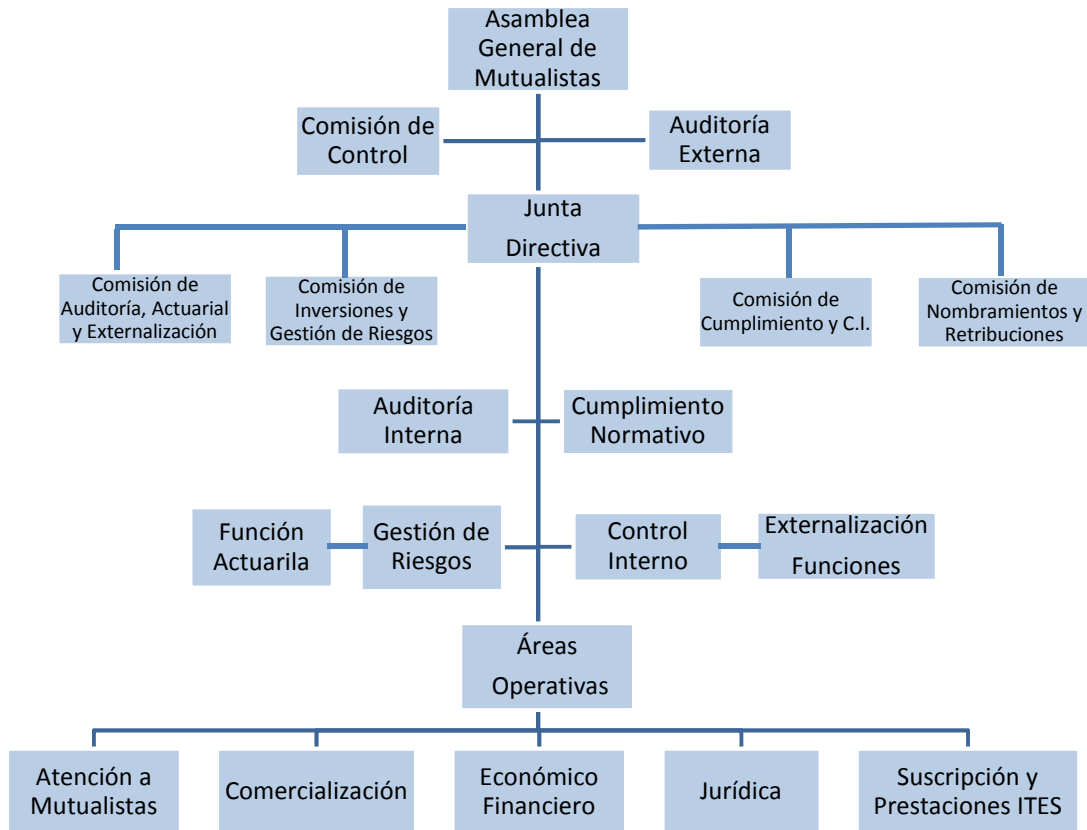 Asamblea
General de
Mutualistas
Comisión de
Control
Auditoría
Externa
Junta
Directiva
Comisión de
Auditoría, Actuarial
y Externalización
Comisión de
Inversiones y
Gestión de Riesgos
Comisión de
Cumplimiento y C.I.
Comisión de
Nombramientos y
Retribuciones
Auditoría
Interna
Cumplimiento
Normativo
Función
Actuarila
Gestión de
Riesgos
Control
Interno
Externalización
Funciones
Áreas
Operativas
Atención a
Mutualistas
Comercialización
Económico
Financiero
Jurídica
Suscripción y
Prestaciones ITES